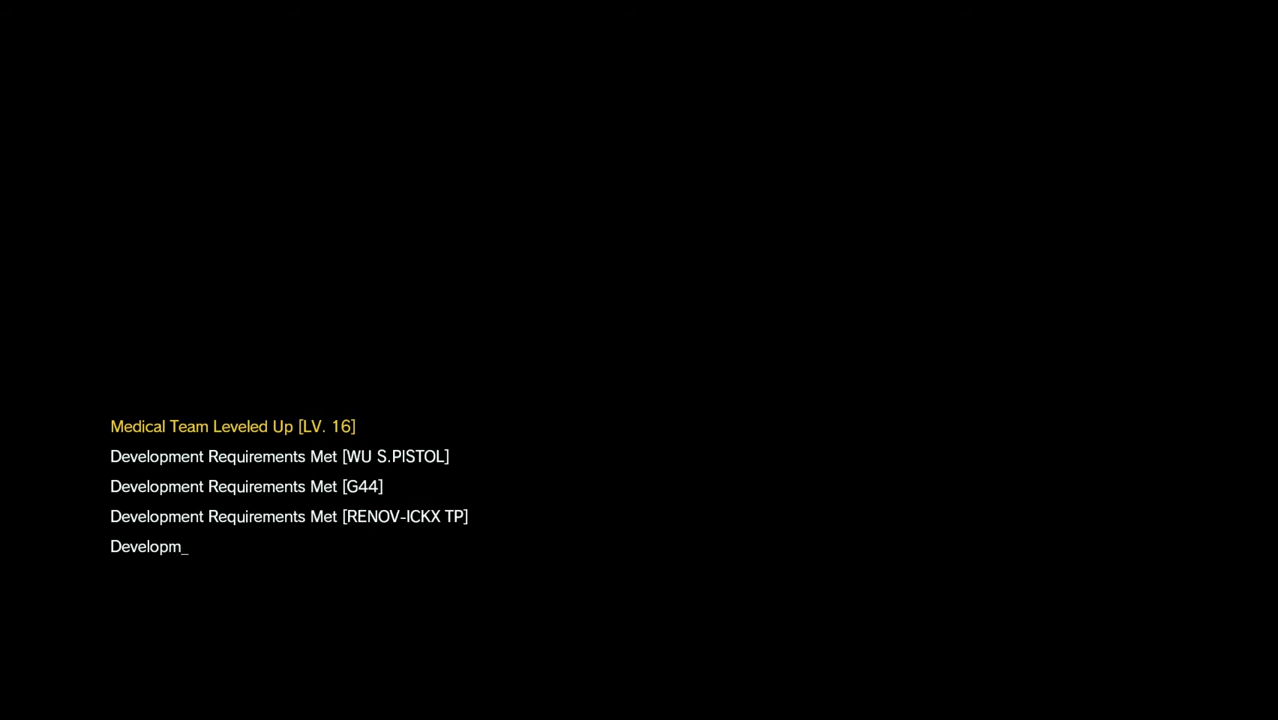 Medical Team Leveled Up [LV. 16]
Development Requirements Met [WU S.PISTOL]
Development Requirements Met [G44]
Development Requirements Met [RENOV-ICKX TP]
Developm_